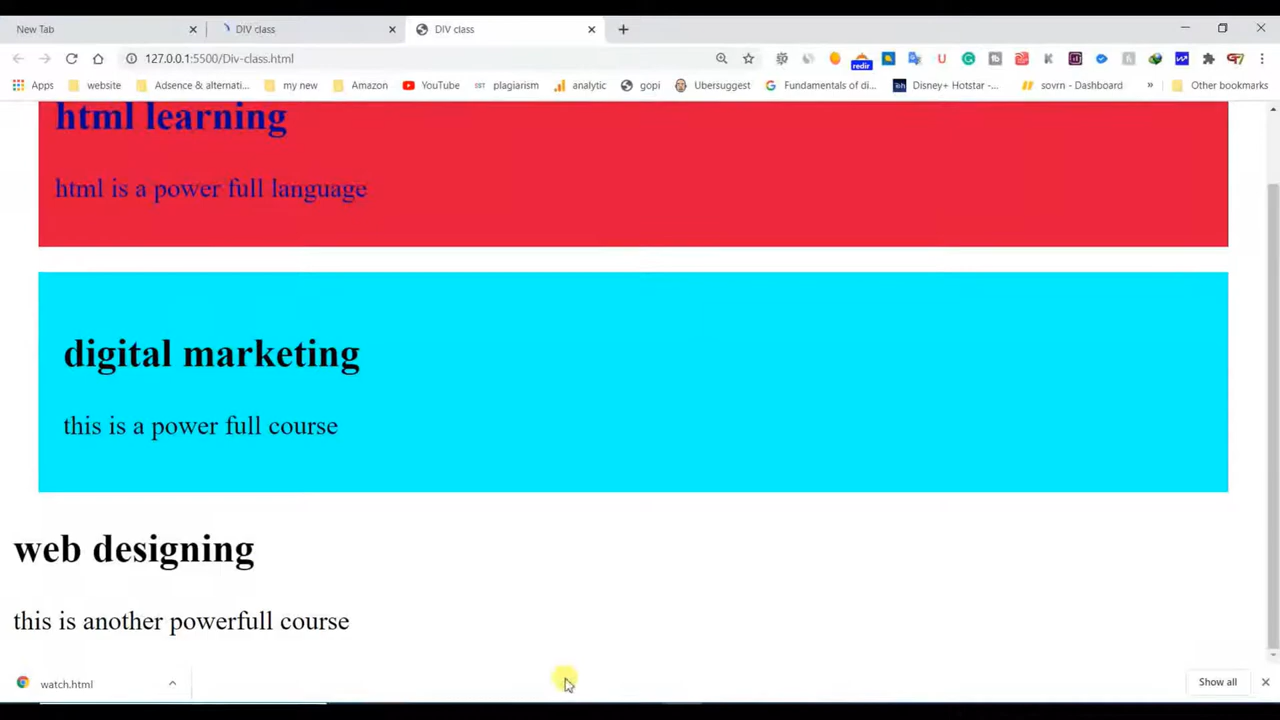 New Tab
DIV class
DIV class
127.0.0.1:5500/Div-class.html
redir
Apps
website
Adsence & alternati...
my new
Amazon
YouTube
plagiarism
analytic
gopi
Ubersuggest
Fundamentals of di...
Disney+ Hotstar -...
sovrn - Dashboard
»
Other bookmarks
html learning
html is a power full language
digital marketing
this is a power full course
web designing
this is another powerfull course
watch.html
Show all